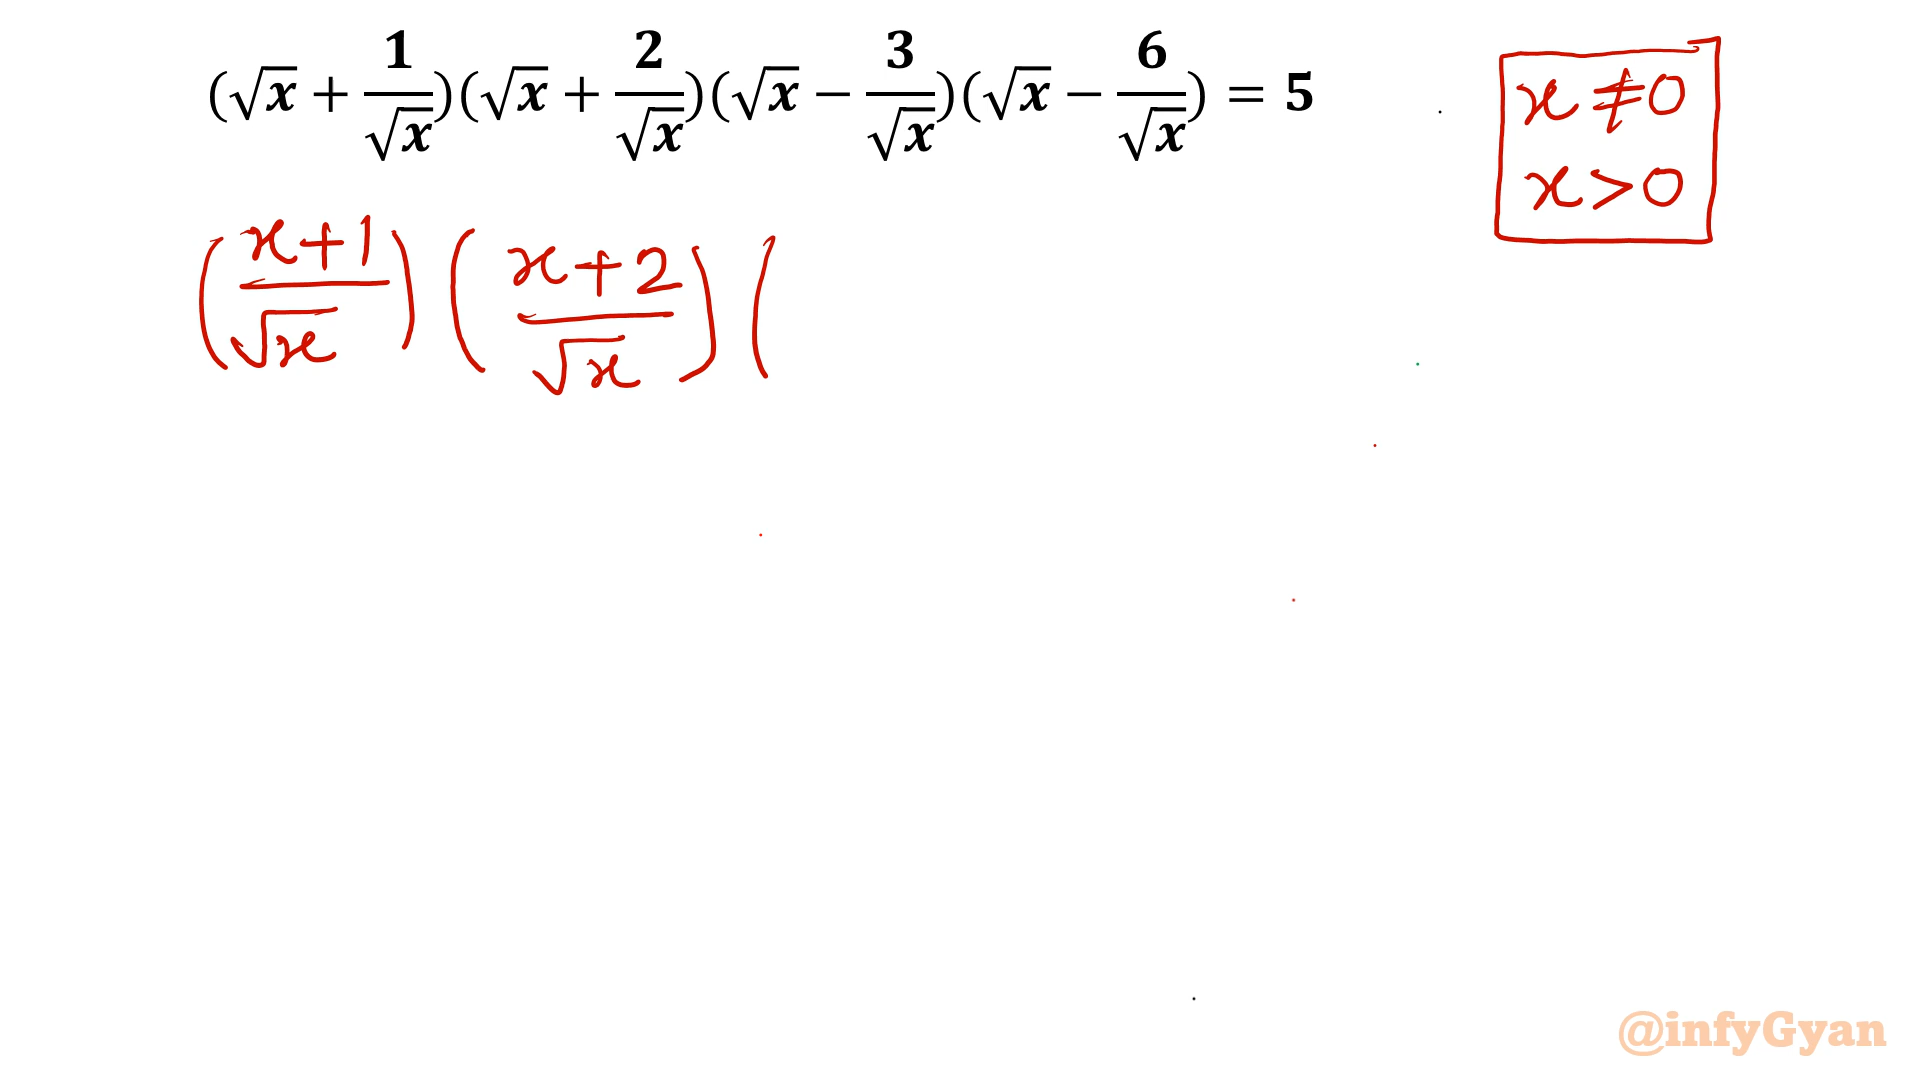 (√x + 1/√x)(√x + 2/√x)(√x − 3/√x)(√x − 6/√x) = 5
x ≠ 0
x > 0
((x+1)/√x) ((x+2)/√x) (
@infyGyan